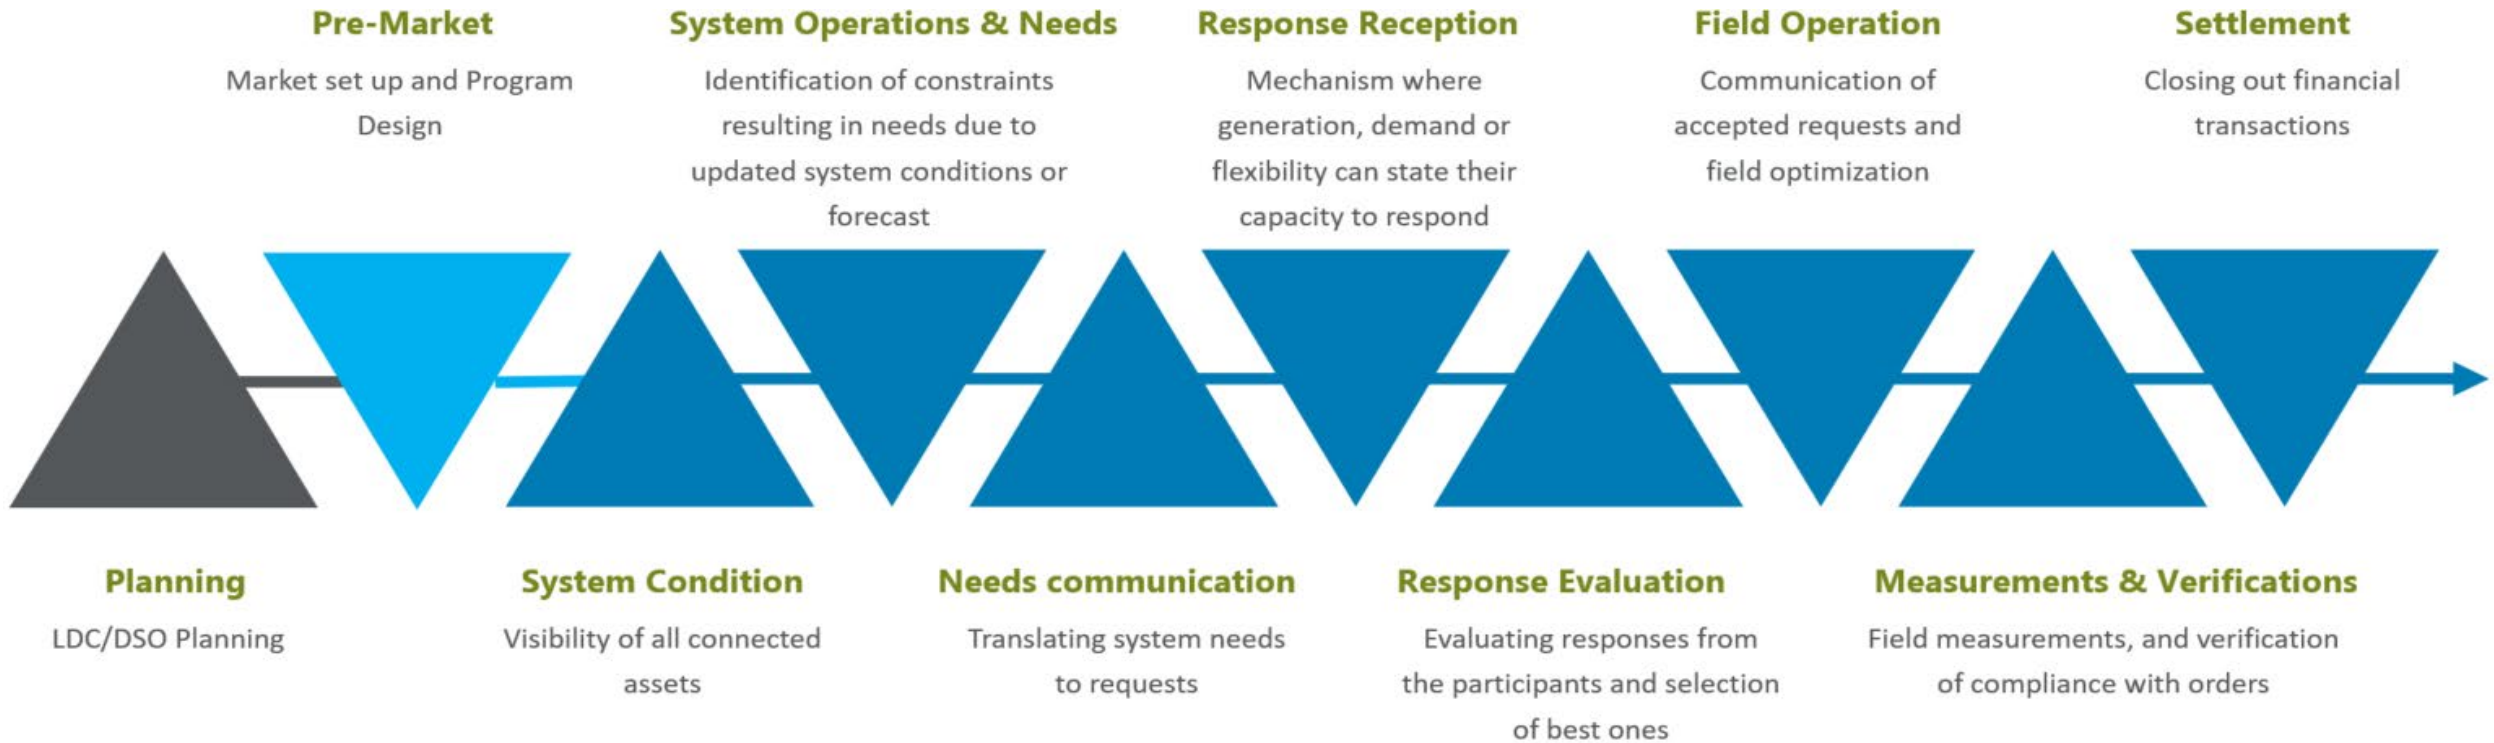 Pre-Market
Market set up and Program
Design
System Operations & Needs
Identification of constraints
resulting in needs due to
updated system conditions or
forecast
Response Reception
Mechanism where
generation, demand or
flexibility can state their
capacity to respond
Field Operation
Communication of
accepted requests and
field optimization
Settlement
Closing out financial
transactions
Planning
LDC/DSO Planning
System Condition
Visibility of all connected
assets
Needs communication
Translating system needs
to requests
Response Evaluation
Evaluating responses from
the participants and selection
of best ones
Measurements & Verifications
Field measurements, and verification
of compliance with orders